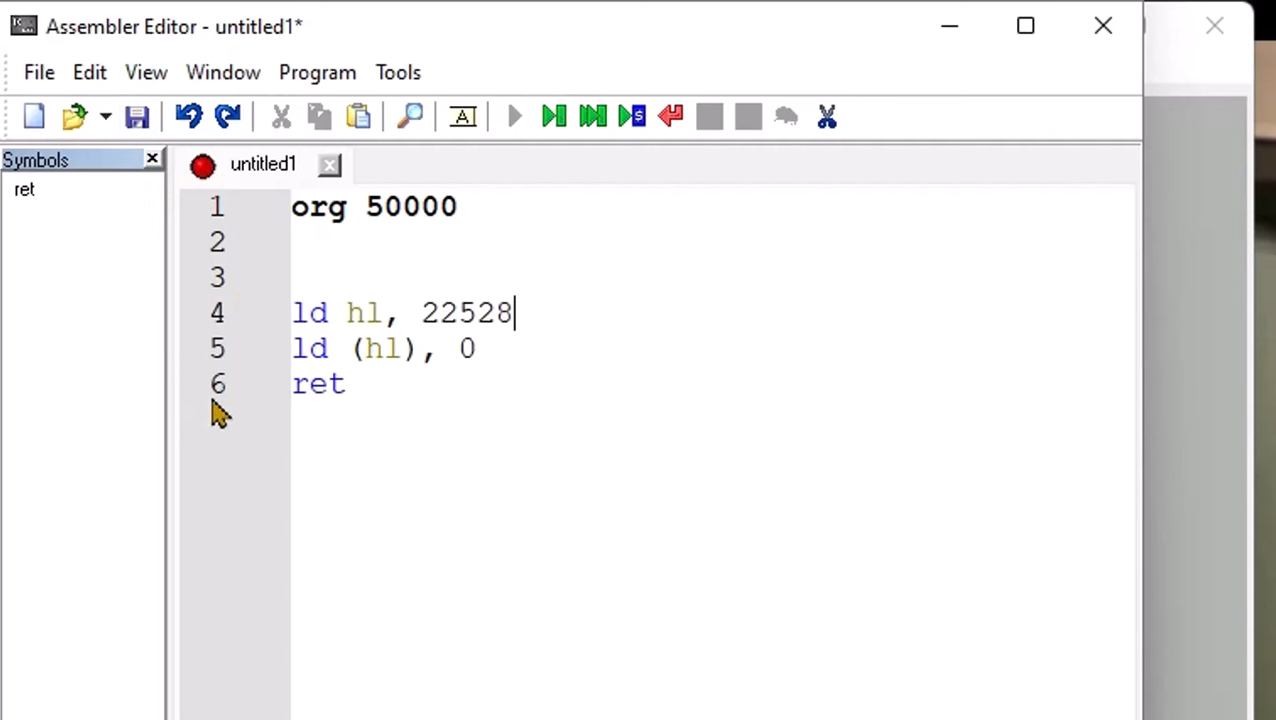 Assembler Editor - untitled1*
File Edit View Window Program Tools
Symbols
ret
untitled1
1 org 50000
2
3
4 ld hl, 22528
5 ld (hl), 0
6 ret